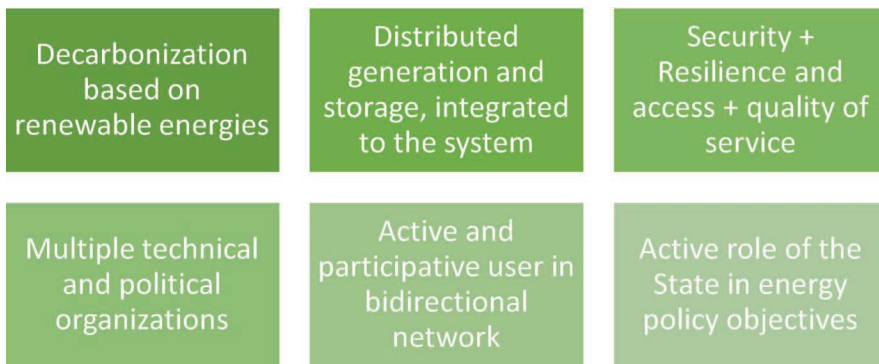 Decarbonization
based on
renewable energies
Distributed
generation and
storage, integrated
to the system
Security +
Resilience and
access + quality of
service
Multiple technical
and political
organizations
Active and
participative user in
bidirectional
network
Active role of the
State in energy
policy objectives